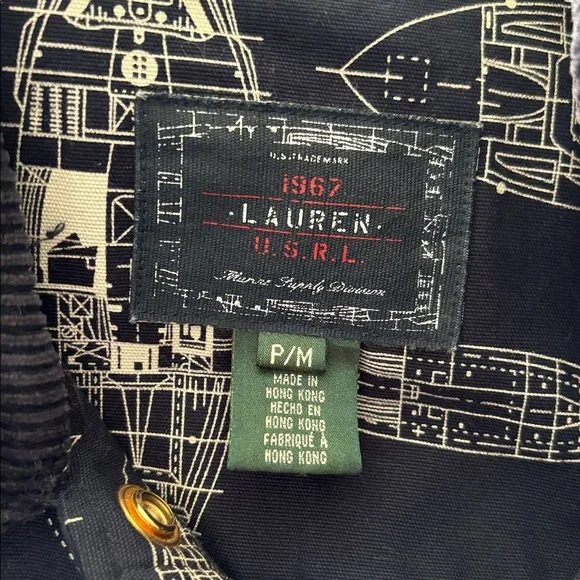 U.S. TRADEMARK
1967
·LAUREN·
U.S.R.L.
Marine Supply Division
P/M
MADE IN
HONG KONG
HECHO EN
HONG KONG
FABRIQUÉ À
HONG KONG